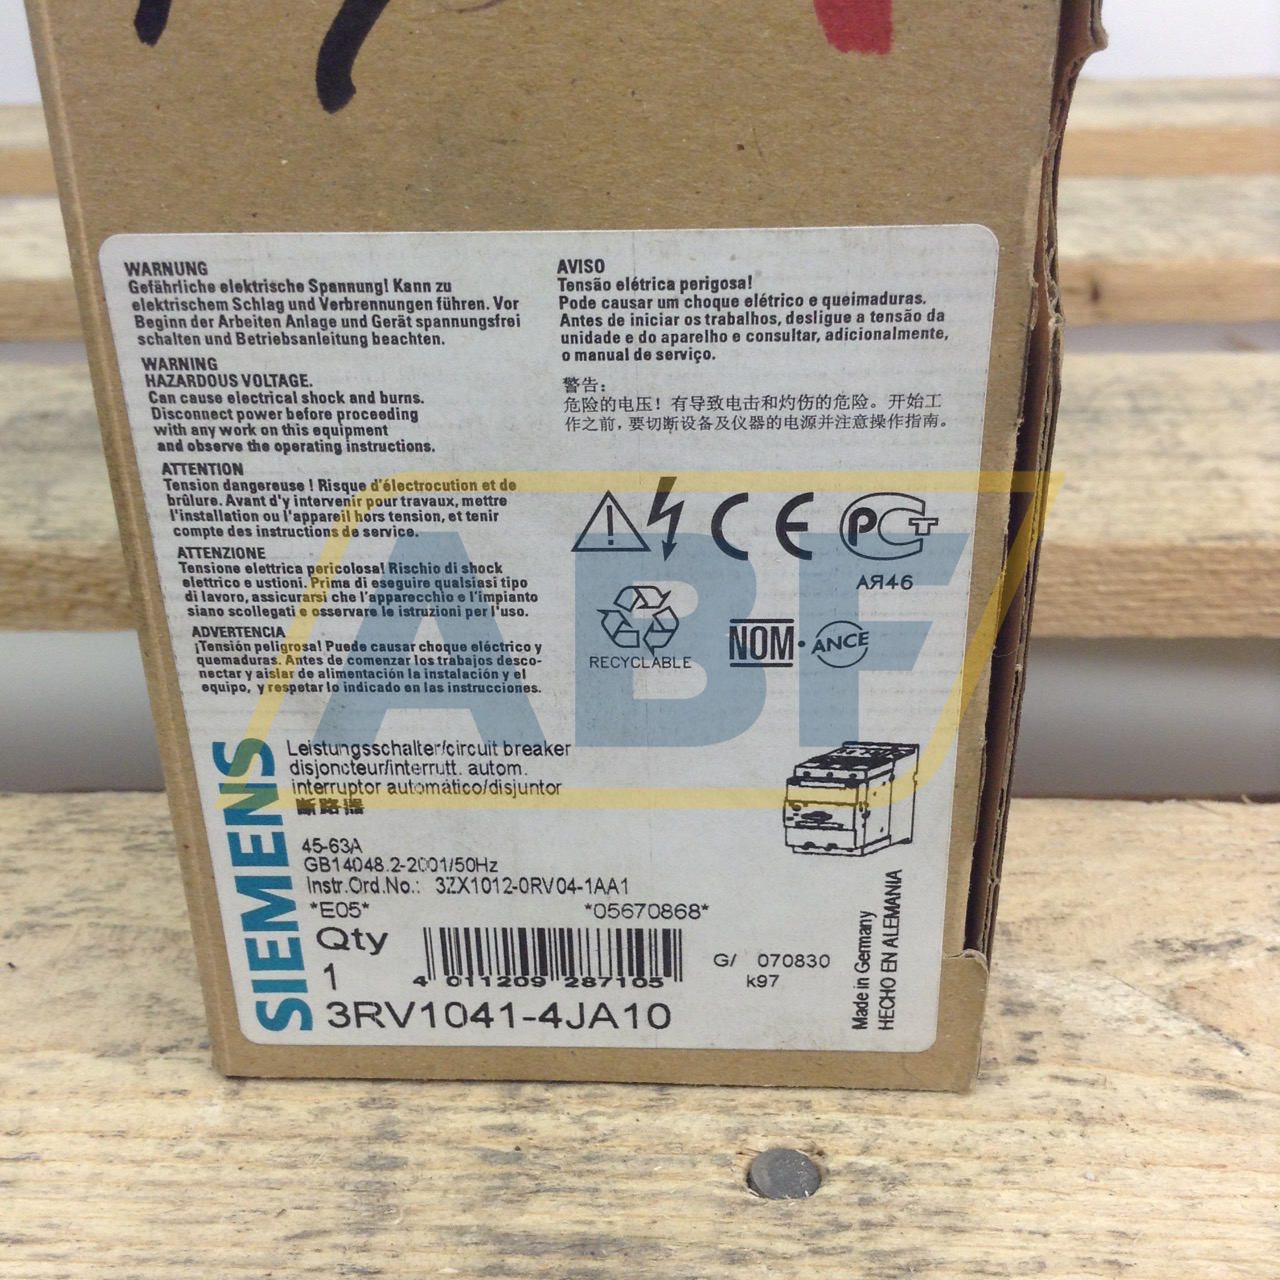 WARNUNG
Gefährliche elektrische Spannung! Kann zu
elektrischem Schlag und Verbrennungen führen. Vor
Beginn der Arbeiten Anlage und Gerät spannungsfrei
schalten und Betriebsanleitung beachten.
WARNING
HAZARDOUS VOLTAGE.
Can cause electrical shock and burns.
Disconnect power before proceeding
with any work on this equipment
and observe the operating instructions.
ATTENTION
Tension dangereuse ! Risque d'électrocution et de
brûlure. Avant d'y intervenir pour travaux, mettre
l'installation ou l'appareil hors tension, et tenir
compte des instructions de service.
ATTENZIONE
Tensione elettrica pericolosa! Rischio di shock
elettrico e ustioni. Prima di eseguire qualsiasi tipo
di lavoro, assicurarsi che l'apparecchio e l'impianto
siano scollegati e osservare le istruzioni per l'uso.
ADVERTENCIA
¡Tensión peligrosa! Puede causar choque eléctrico y
quemaduras. Antes de comenzar los trabajos desco-
nectar y aislar de alimentación la instalación y el
equipo, y respetar lo indicado en las instrucciones.
AVISO
Tensão elétrica perigosa!
Pode causar um choque elétrico e queimaduras.
Antes de iniciar os trabalhos, desligue a tensão da
unidade e do aparelho e consultar, adicionalmente,
o manual de serviço.
警告：
危险的电压！有导致电击和灼伤的危险。开始工
作之前，要切断设备及仪器的电源并注意操作指南。
CE PCT
АЯ46
RECYCLABLE
NOM · ANCE
ABF
SIEMENS
Leistungsschalter/circuit breaker
disjoncteur/interrutt. autom.
interruptor automático/disjuntor
断路器
45-63A
GB14048.2-2001/50Hz
Instr.Ord.No.: 3ZX1012-0RV04-1AA1
*E05* *05670868*
Qty
1
4 011209 287105
G/ 070830
k97
3RV1041-4JA10
Made in Germany
HECHO EN ALEMANIA